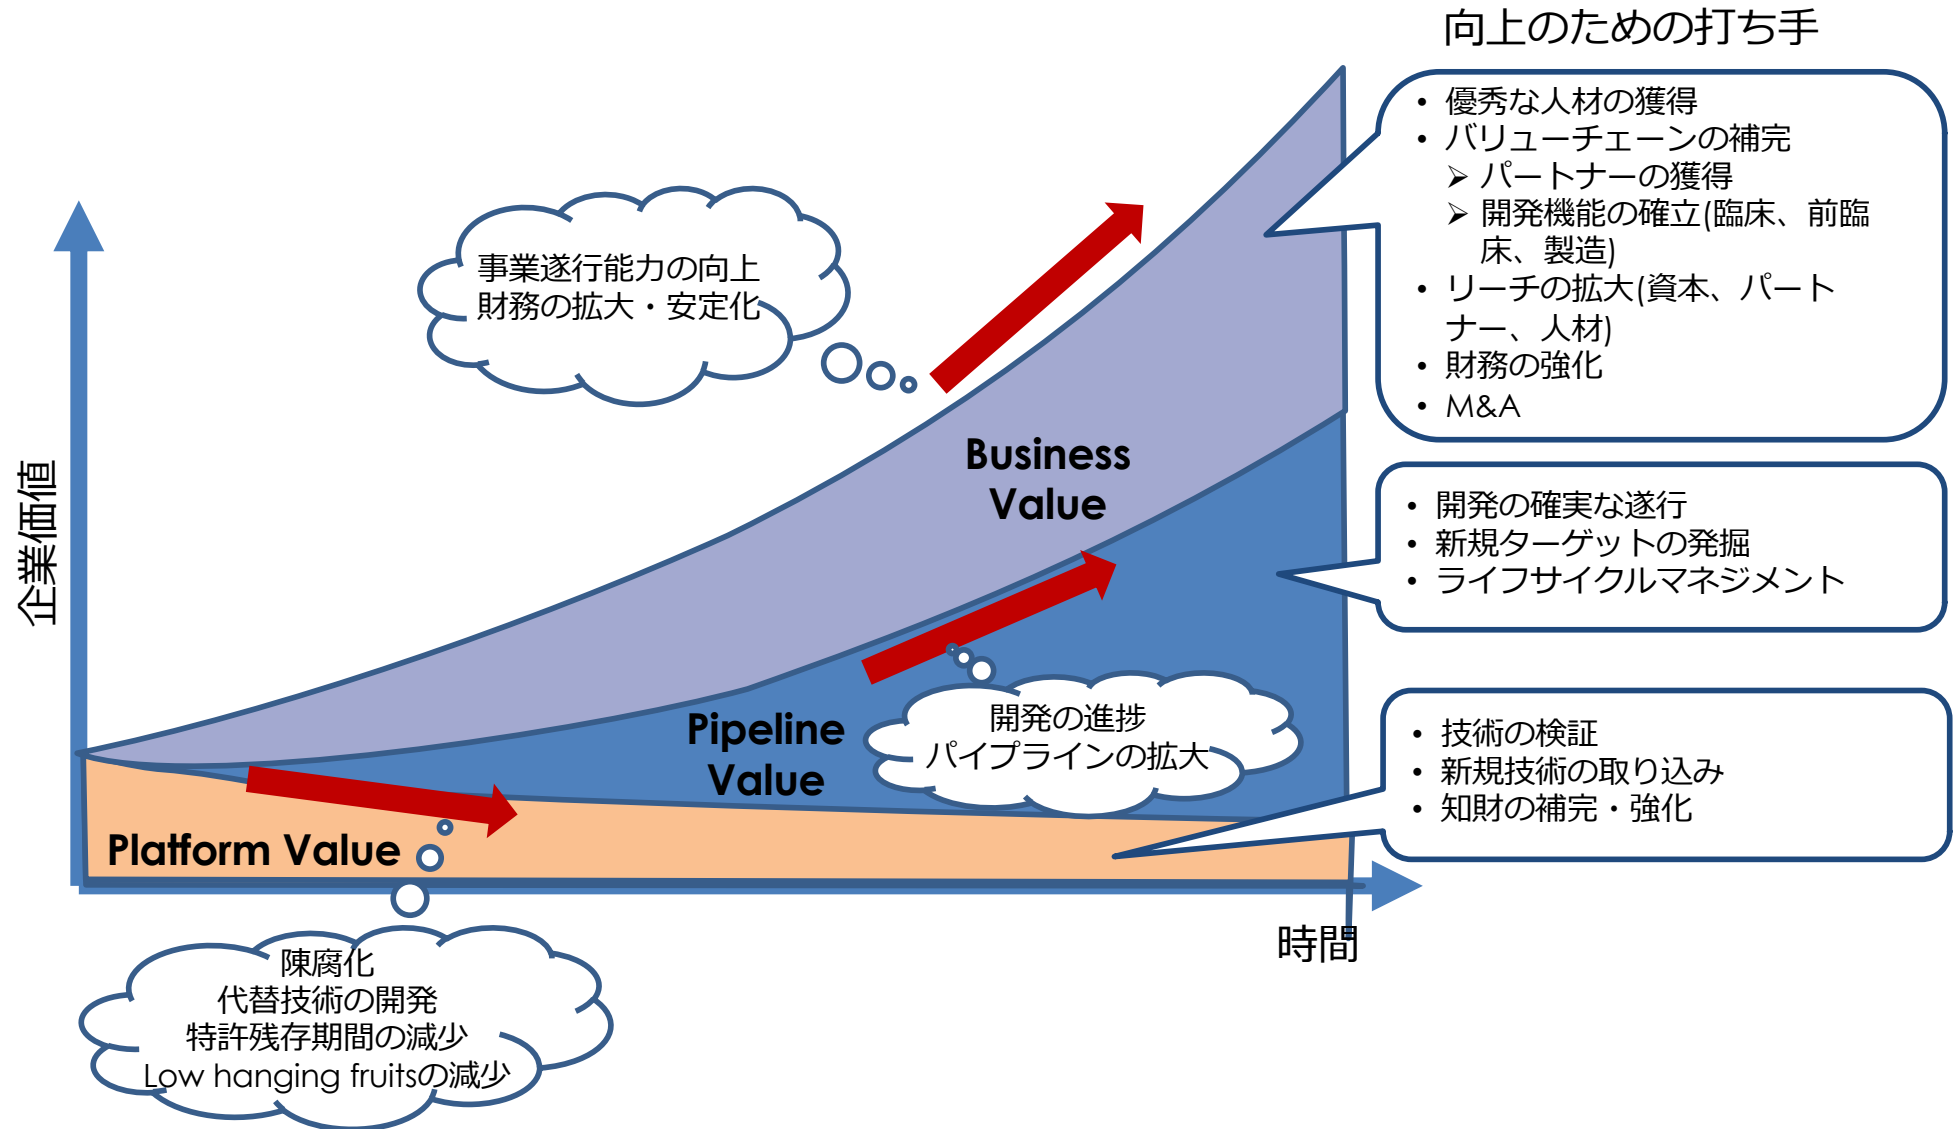 向上のための打ち手
• 優秀な人材の獲得
• バリューチェーンの補完
➢ パートナーの獲得
➢ 開発機能の確立(臨床、前臨
床、製造)
• リーチの拡大(資本、パート
ナー、人材)
• 財務の強化
• M&A
事業遂行能力の向上
財務の拡大・安定化
Business
Value
企業価値
• 開発の確実な遂行
• 新規ターゲットの発掘
• ライフサイクルマネジメント
Pipeline
Value
開発の進捗
パイプラインの拡大
• 技術の検証
• 新規技術の取り込み
• 知財の補完・強化
Platform Value
時間
陳腐化
代替技術の開発
特許残存期間の減少
Low hanging fruitsの減少